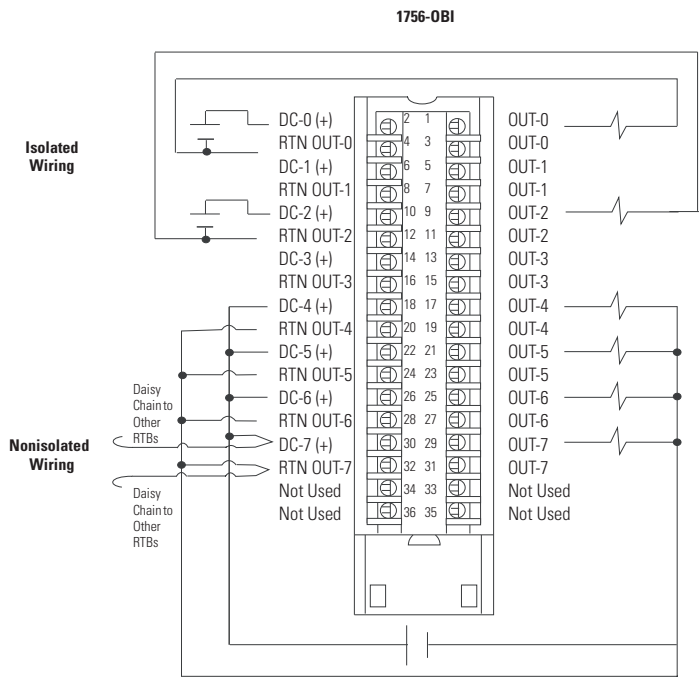 1756-OBI
Isolated
Wiring
DC-0 (+) 2 1 OUT-0
RTN OUT-0 4 3 OUT-0
DC-1 (+) 6 5 OUT-1
RTN OUT-1 8 7 OUT-1
DC-2 (+) 10 9 OUT-2
RTN OUT-2 12 11 OUT-2
DC-3 (+) 14 13 OUT-3
RTN OUT-3 16 15 OUT-3
DC-4 (+) 18 17 OUT-4
RTN OUT-4 20 19 OUT-4
DC-5 (+) 22 21 OUT-5
RTN OUT-5 24 23 OUT-5
DC-6 (+) 26 25 OUT-6
RTN OUT-6 28 27 OUT-6
DC-7 (+) 30 29 OUT-7
RTN OUT-7 32 31 OUT-7
Not Used 34 33 Not Used
Not Used 36 35 Not Used
Daisy
Chain to
Other
RTBs
Nonisolated
Wiring
Daisy
Chain to
Other
RTBs